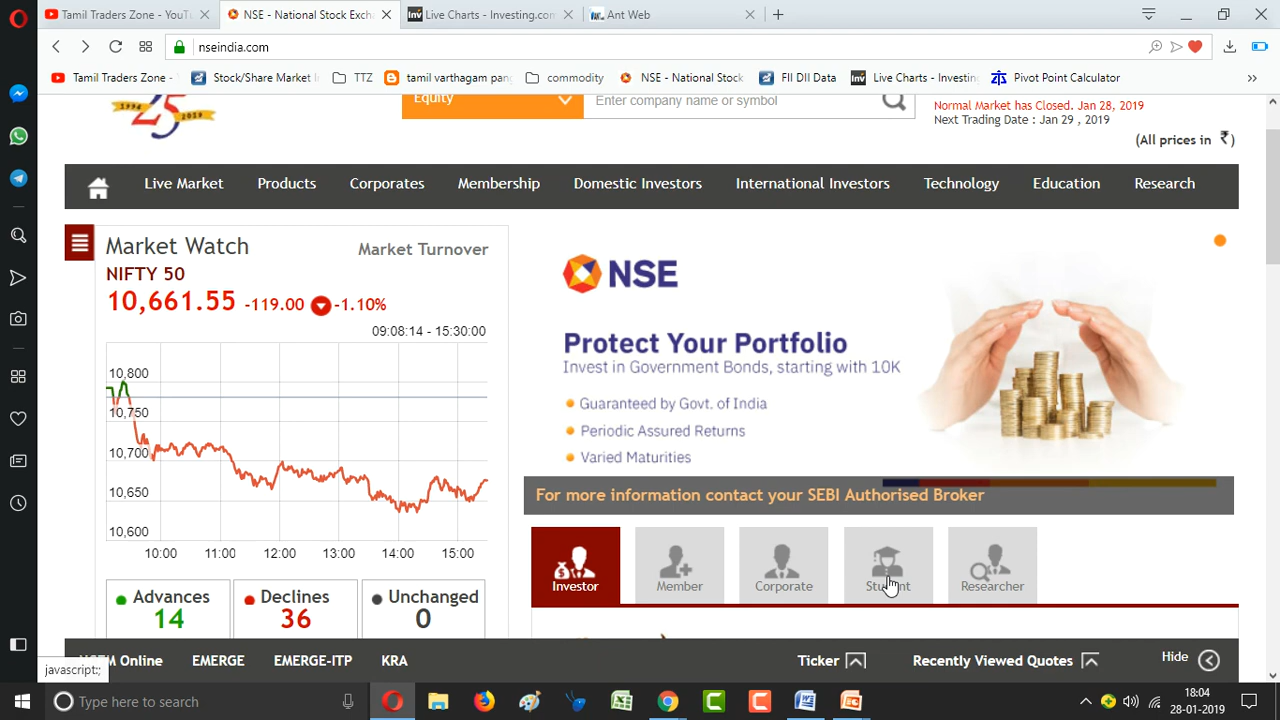 Tamil Traders Zone - YouTu
NSE - National Stock Exch
Live Charts - Investing.com
Ant Web
nseindia.com
Tamil Traders Zone -
Stock/Share Market
TTZ
tamil varthagam pan
commodity
NSE - National Stock
FII DII Data
Live Charts - Investin
Pivot Point Calculator
1994 25 2019
Equity
Enter company name or symbol
Normal Market has Closed. Jan 28, 2019
Next Trading Date : Jan 29 , 2019
(All prices in ₹)
Live Market
Products
Corporates
Membership
Domestic Investors
International Investors
Technology
Education
Research
Market Watch
Market Turnover
NIFTY 50
10,661.55 -119.00 -1.10%
09:08:14 - 15:30:00
10,800
10,750
10,700
10,650
10,600
10:00 11:00 12:00 13:00 14:00 15:00
Advances
14
Declines
36
Unchanged
0
NSE
Protect Your Portfolio
Invest in Government Bonds, starting with 10K
Guaranteed by Govt. of India
Periodic Assured Returns
Varied Maturities
For more information contact your SEBI Authorised Broker
Investor
Member
Corporate
Student
Researcher
Online
EMERGE
EMERGE-ITP
KRA
Ticker
Recently Viewed Quotes
Hide
javascript:;
Type here to search
18:04
28-01-2019